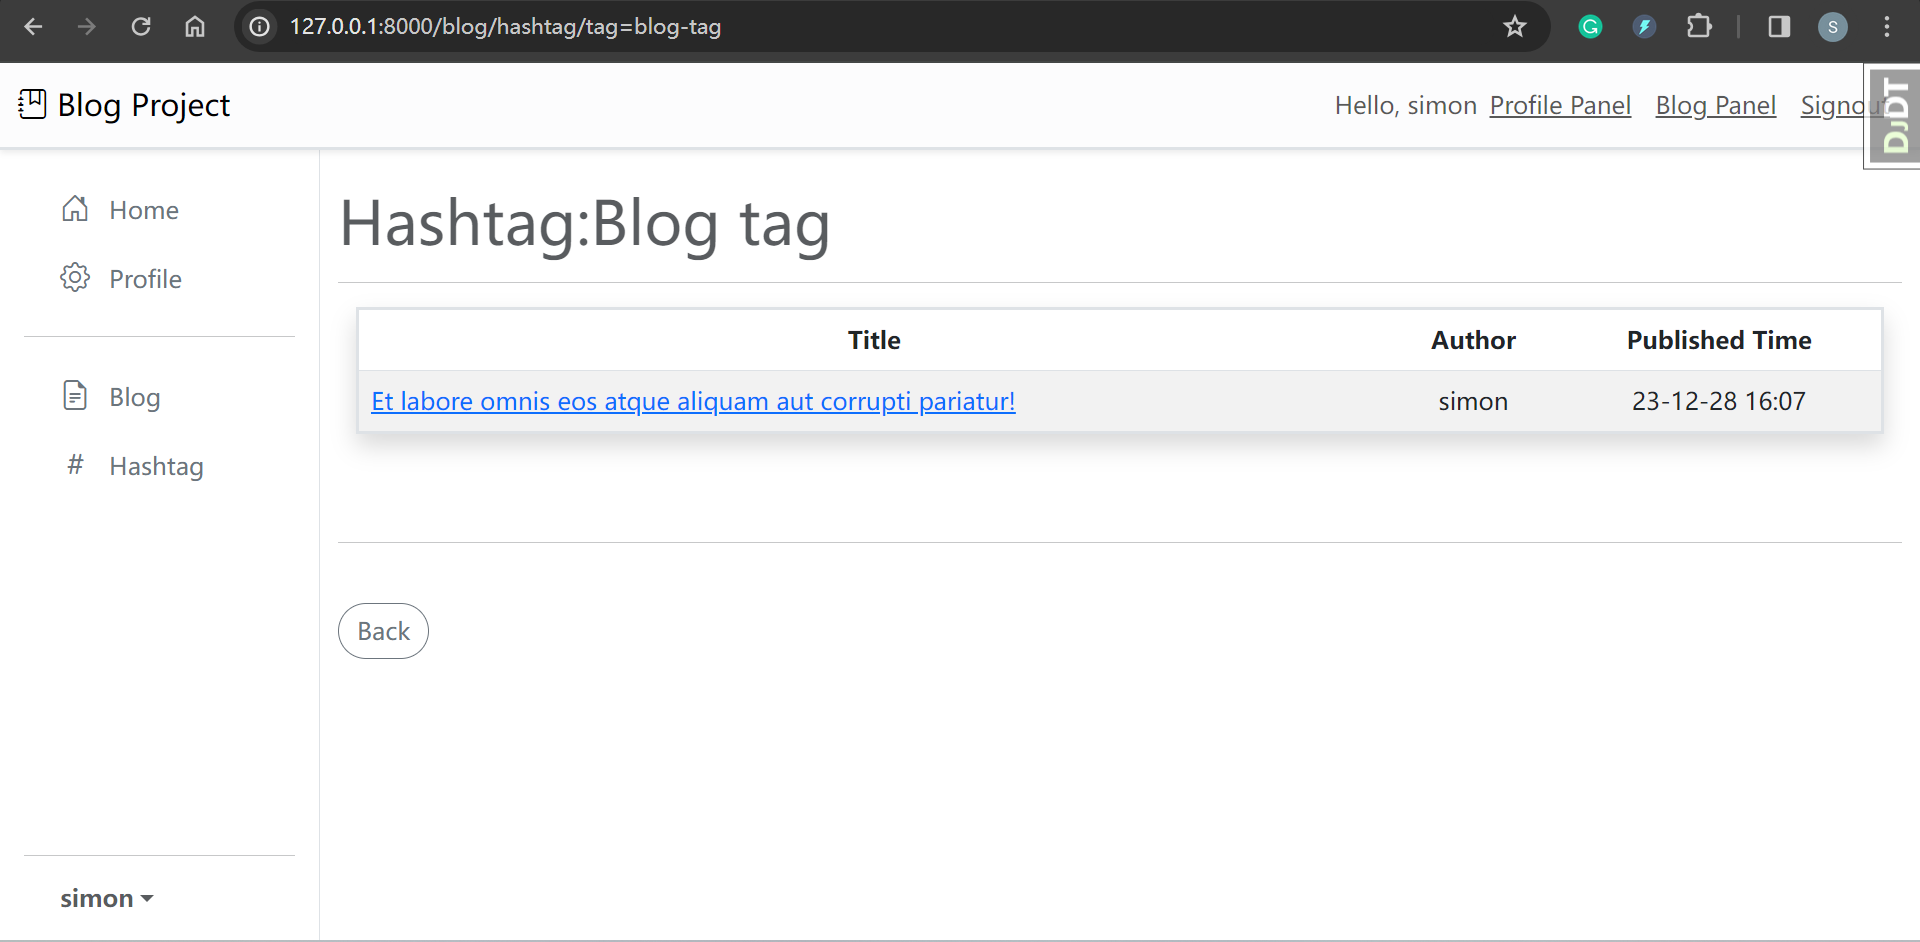 127.0.0.1:8000/blog/hashtag/tag=blog-tag
S
Blog Project
Hello, simon Profile Panel Blog Panel Signout
DJDT
Home
Profile
Blog
# Hashtag
simon
Hashtag:Blog tag
Title Author Published Time
Et labore omnis eos atque aliquam aut corrupti pariatur! simon 23-12-28 16:07
Back